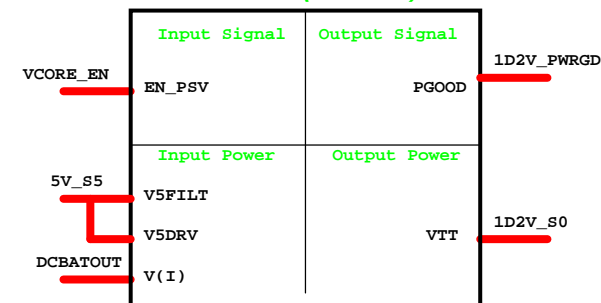 Input Signal Output Signal
VCORE_EN EN_PSV PGOOD 1D2V_PWRGD
Input Power Output Power
5V_S5 V5FILT
V5DRV VTT 1D2V_S0
DCBATOUT V(I)